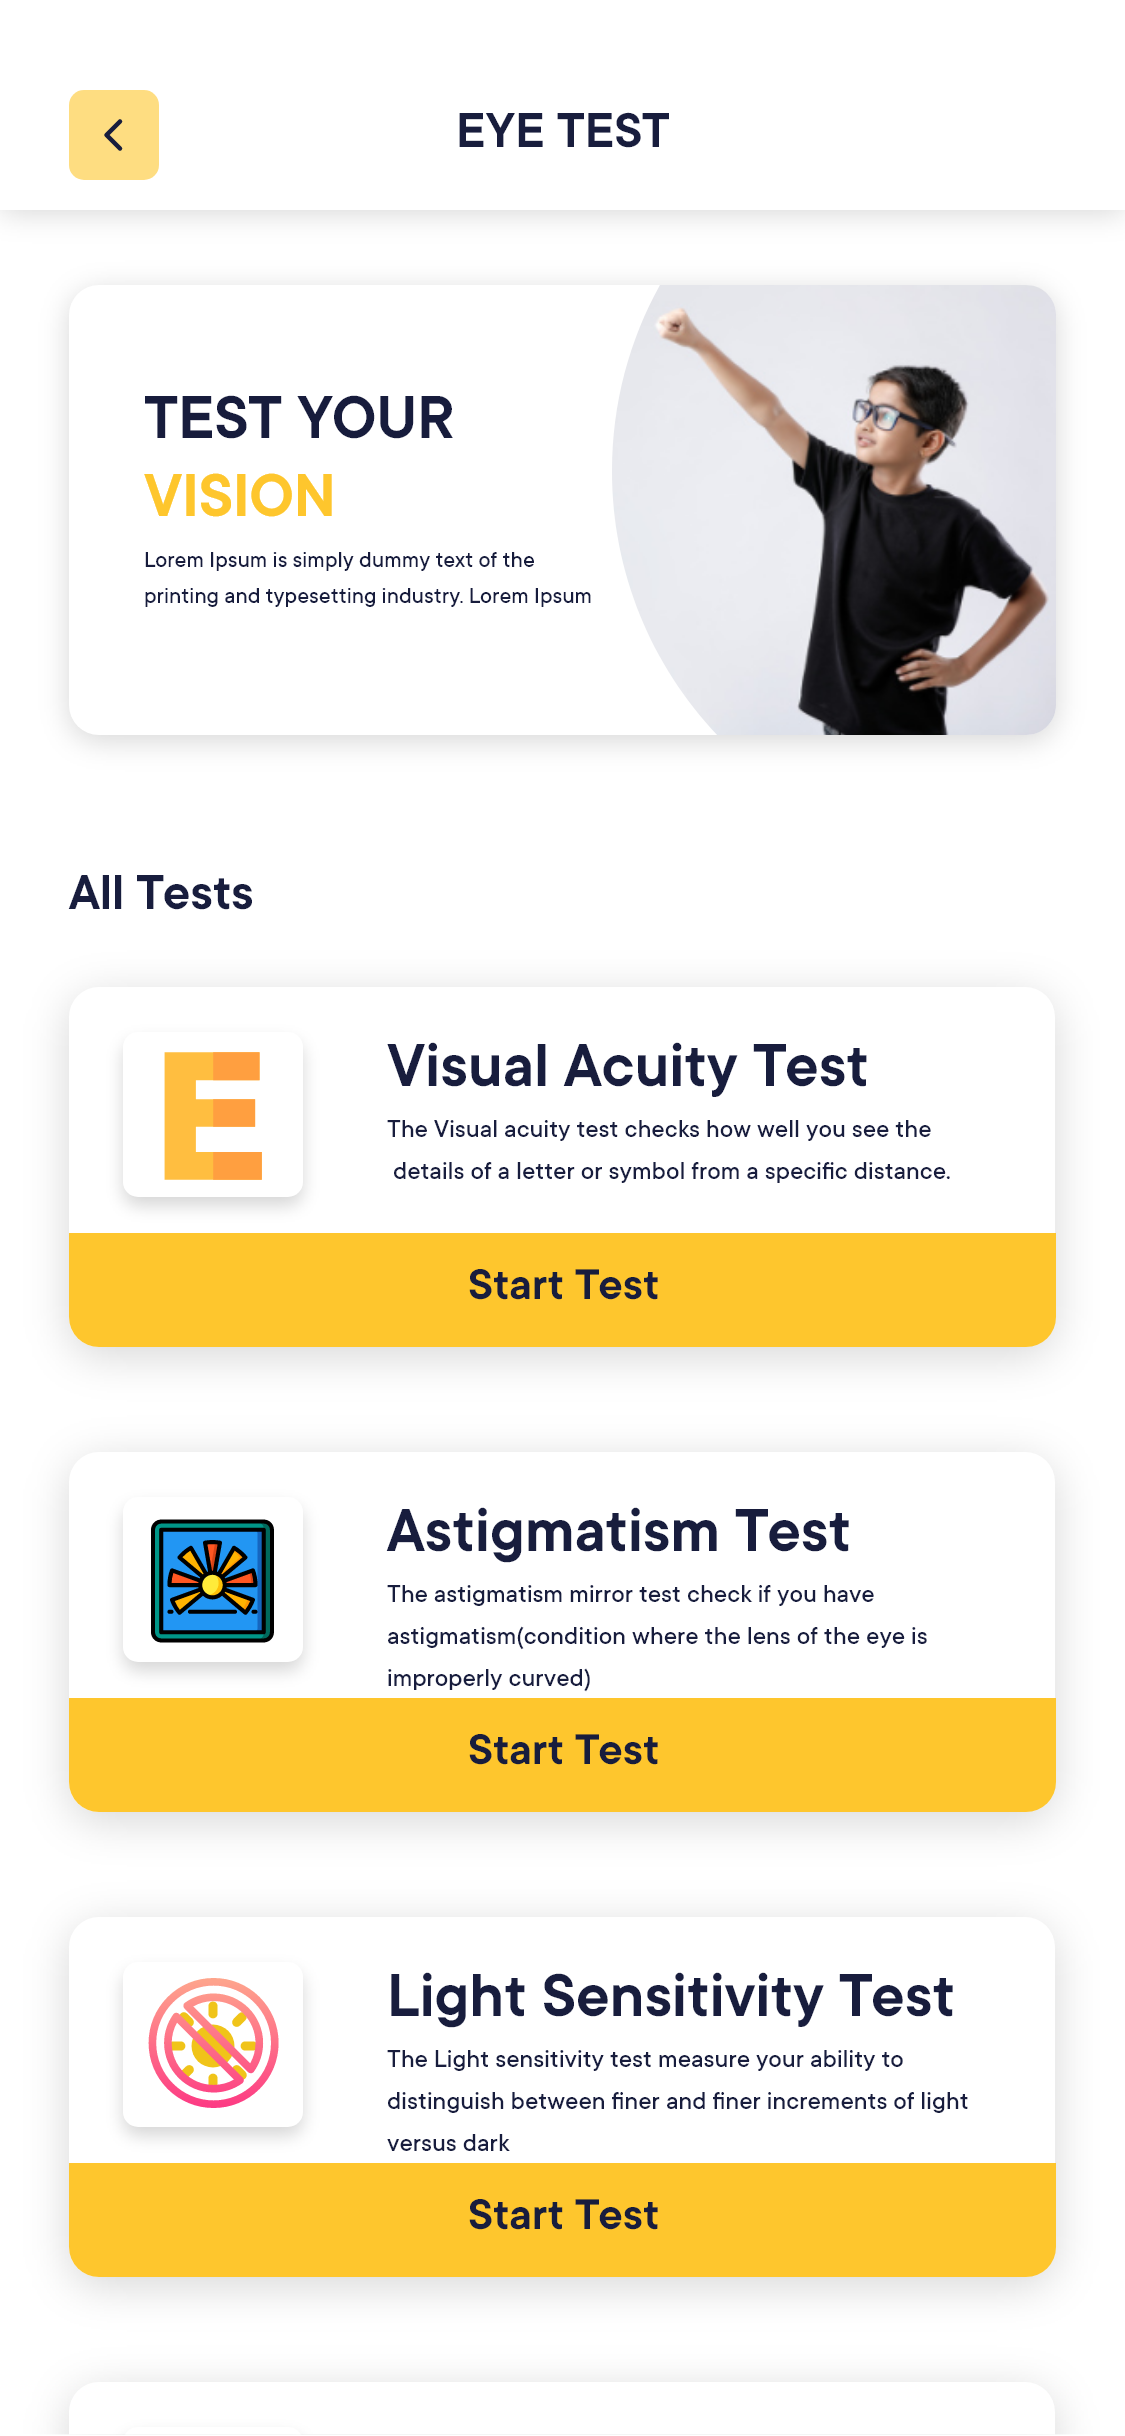 EYE TEST
TEST YOUR
VISION
Lorem Ipsum is simply dummy text of the
printing and typesetting industry. Lorem Ipsum
All Tests
E
Visual Acuity Test
The Visual acuity test checks how well you see the
details of a letter or symbol from a specific distance.
Start Test
Astigmatism Test
The astigmatism mirror test check if you have
astigmatism(condition where the lens of the eye is
improperly curved)
Start Test
Light Sensitivity Test
The Light sensitivity test measure your ability to
distinguish between finer and finer increments of light
versus dark
Start Test